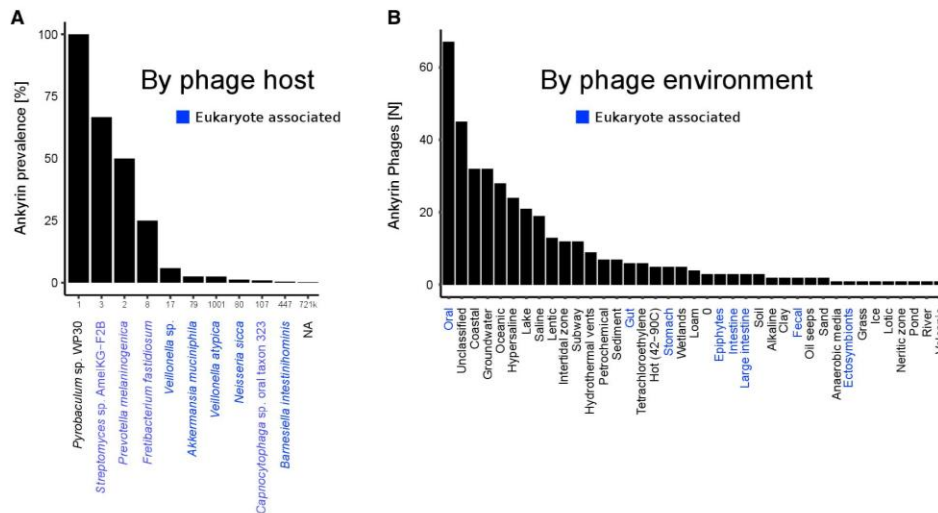 A
By phage host
Eukaryote associated
Ankyrin prevalence [%]
100
75
50
25
0
1 3 2 8 17 79 1001 80 107 447 721k
Pyrobaculum sp. WP30
Streptomyces sp. AmelKG-F2B
Prevotella melaninogenica
Fretibacterium fastidiosum
Veillonella sp.
Akkermansia muciniphila
Veillonella atypica
Neisseria sicca
Capnocytophaga sp. oral taxon 323
Barnesiella intestinihominis
NA
B
By phage environment
Eukaryote associated
Ankyrin Phages [N]
60
40
20
0
Oral
Unclassified
Coastal
Groundwater
Oceanic
Hypersaline
Lake
Saline
Lentic
Intertidal zone
Subway
Hydrothermal vents
Petrochemical
Sediment
Gut
Tetrachloroethylene
Hot (42-90C)
Stomach
Wetlands
Loam
0
Epiphytes
Intestine
Large intestine
Soil
Alkaline
Clay
Fecal
Oil seeps
Sand
Anaerobic media
Ectosymbionts
Grass
Ice
Lotic
Neritic zone
Pond
River